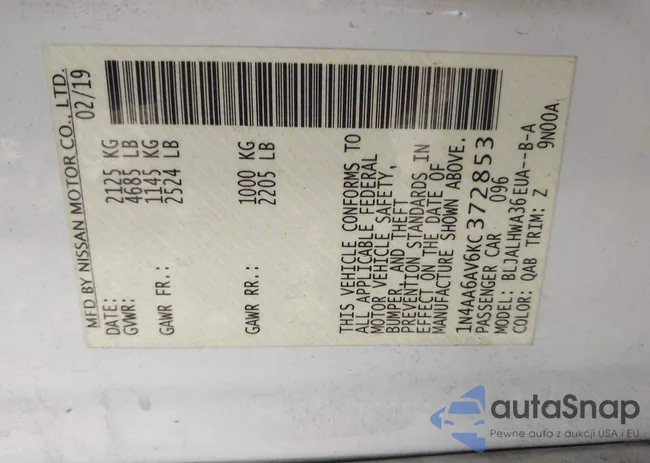 MFD BY NISSAN MOTOR CO., LTD.
DATE: 02/19
GVWR: 2125 KG
4685 LB
GAWR FR.: 1145 KG
2524 LB
GAWR RR.: 1000 KG
2205 LB
THIS VEHICLE CONFORMS TO
ALL APPLICABLE FEDERAL
MOTOR VEHICLE SAFETY,
BUMPER, AND THEFT
PREVENTION STANDARDS IN
EFFECT ON THE DATE OF
MANUFACTURE SHOWN ABOVE.
1N4AA6AV6KC372853
PASSENGER CAR 096
MODEL: BLJALHWA36EUA--B-A
COLOR: QAB TRIM: Z 9N00A
autaSnap
Pewne auta z aukcji USA i EU